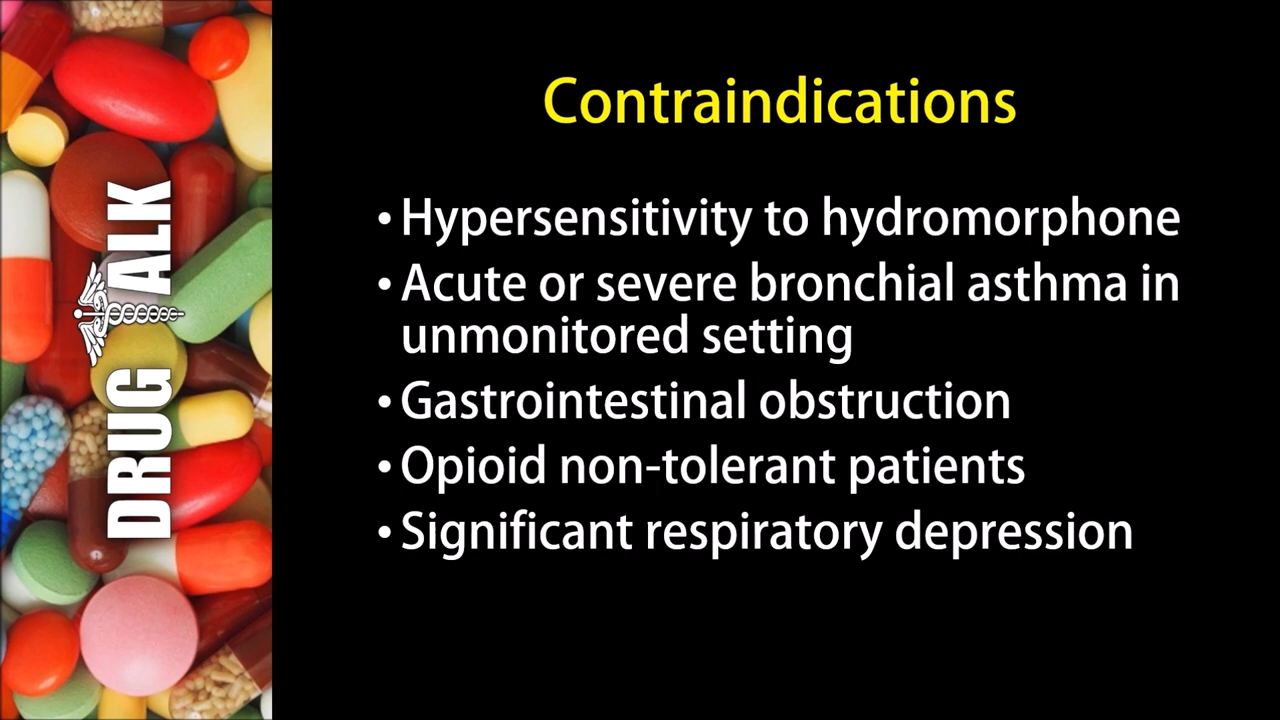 DRUG TALK
Contraindications
• Hypersensitivity to hydromorphone
• Acute or severe bronchial asthma in
unmonitored setting
• Gastrointestinal obstruction
• Opioid non-tolerant patients
• Significant respiratory depression